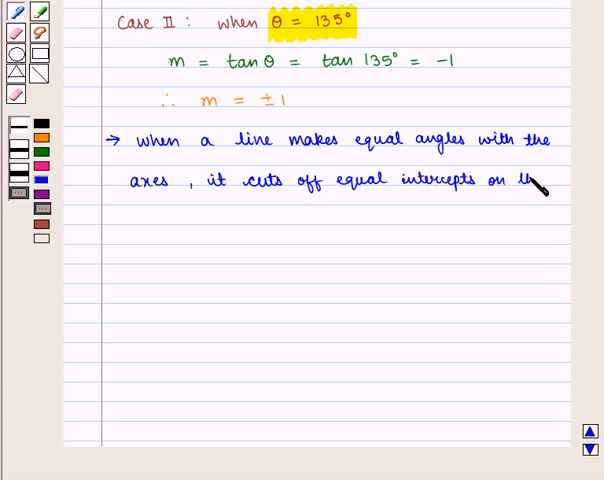 Case II : when θ = 135°
m = tan θ = tan 135° = -1
∴ m = ±1
→ when a line makes equal angles with the
axes , it cuts off equal intercepts on